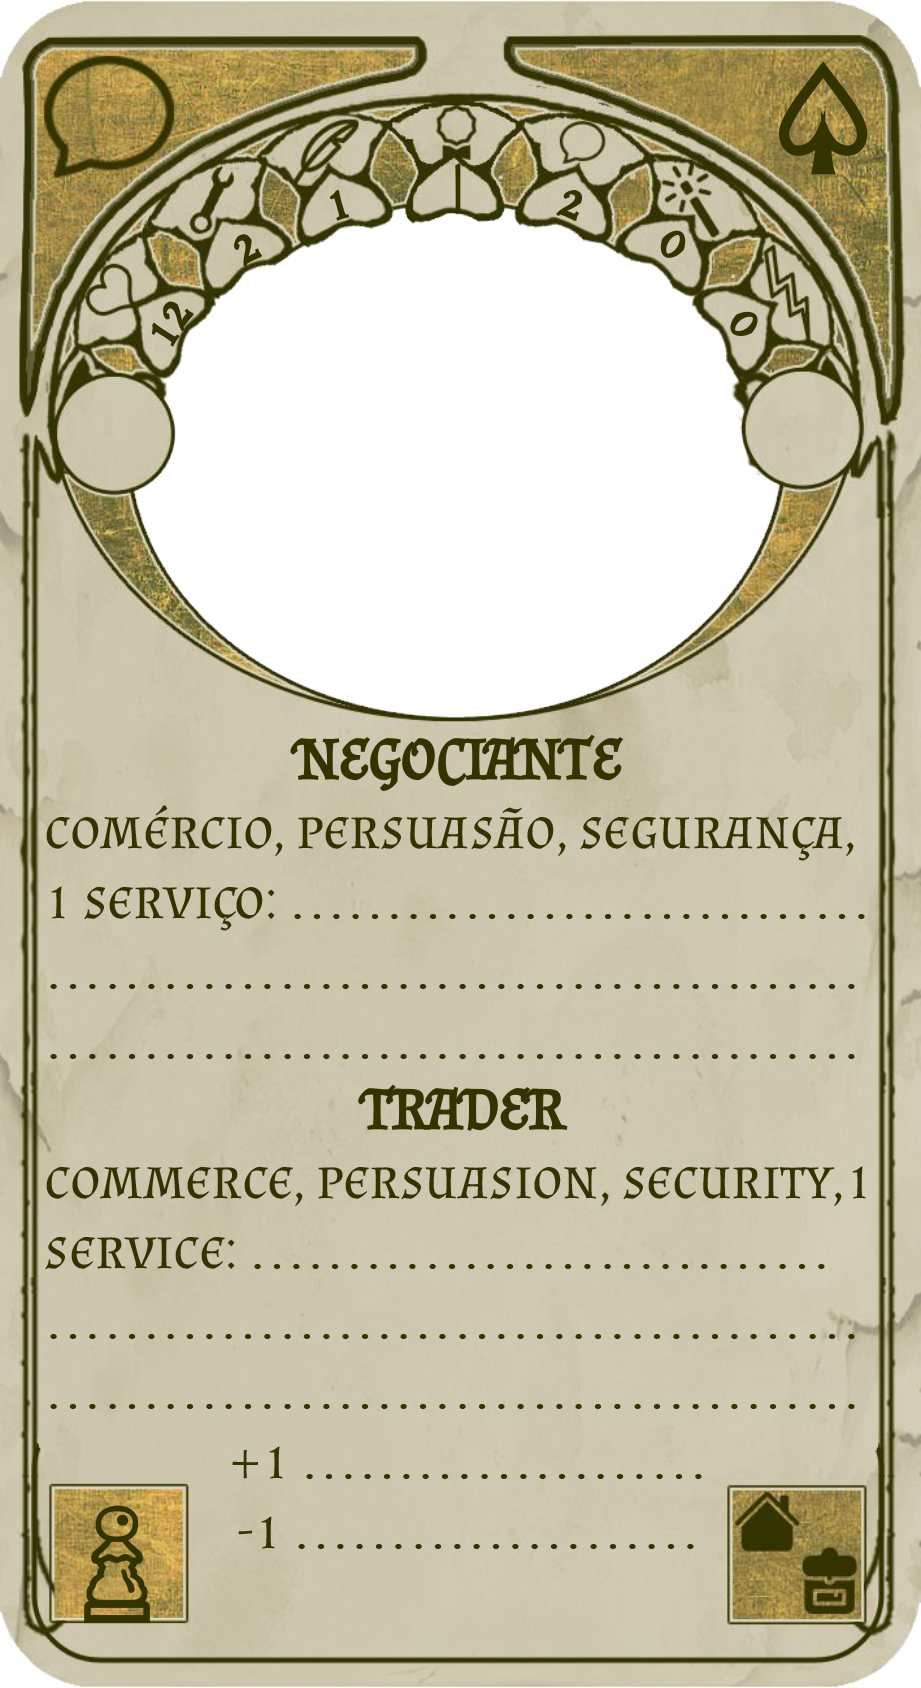 12 2 1 2 0 0
NEGOCIANTE
COMÉRCIO, PERSUASÃO, SEGURANÇA,
1 SERVIÇO: ..............................
..........................................
..........................................
TRADER
COMMERCE, PERSUASION, SECURITY, 1
SERVICE: ..............................
..........................................
..........................................
+1 .....................
-1 .....................